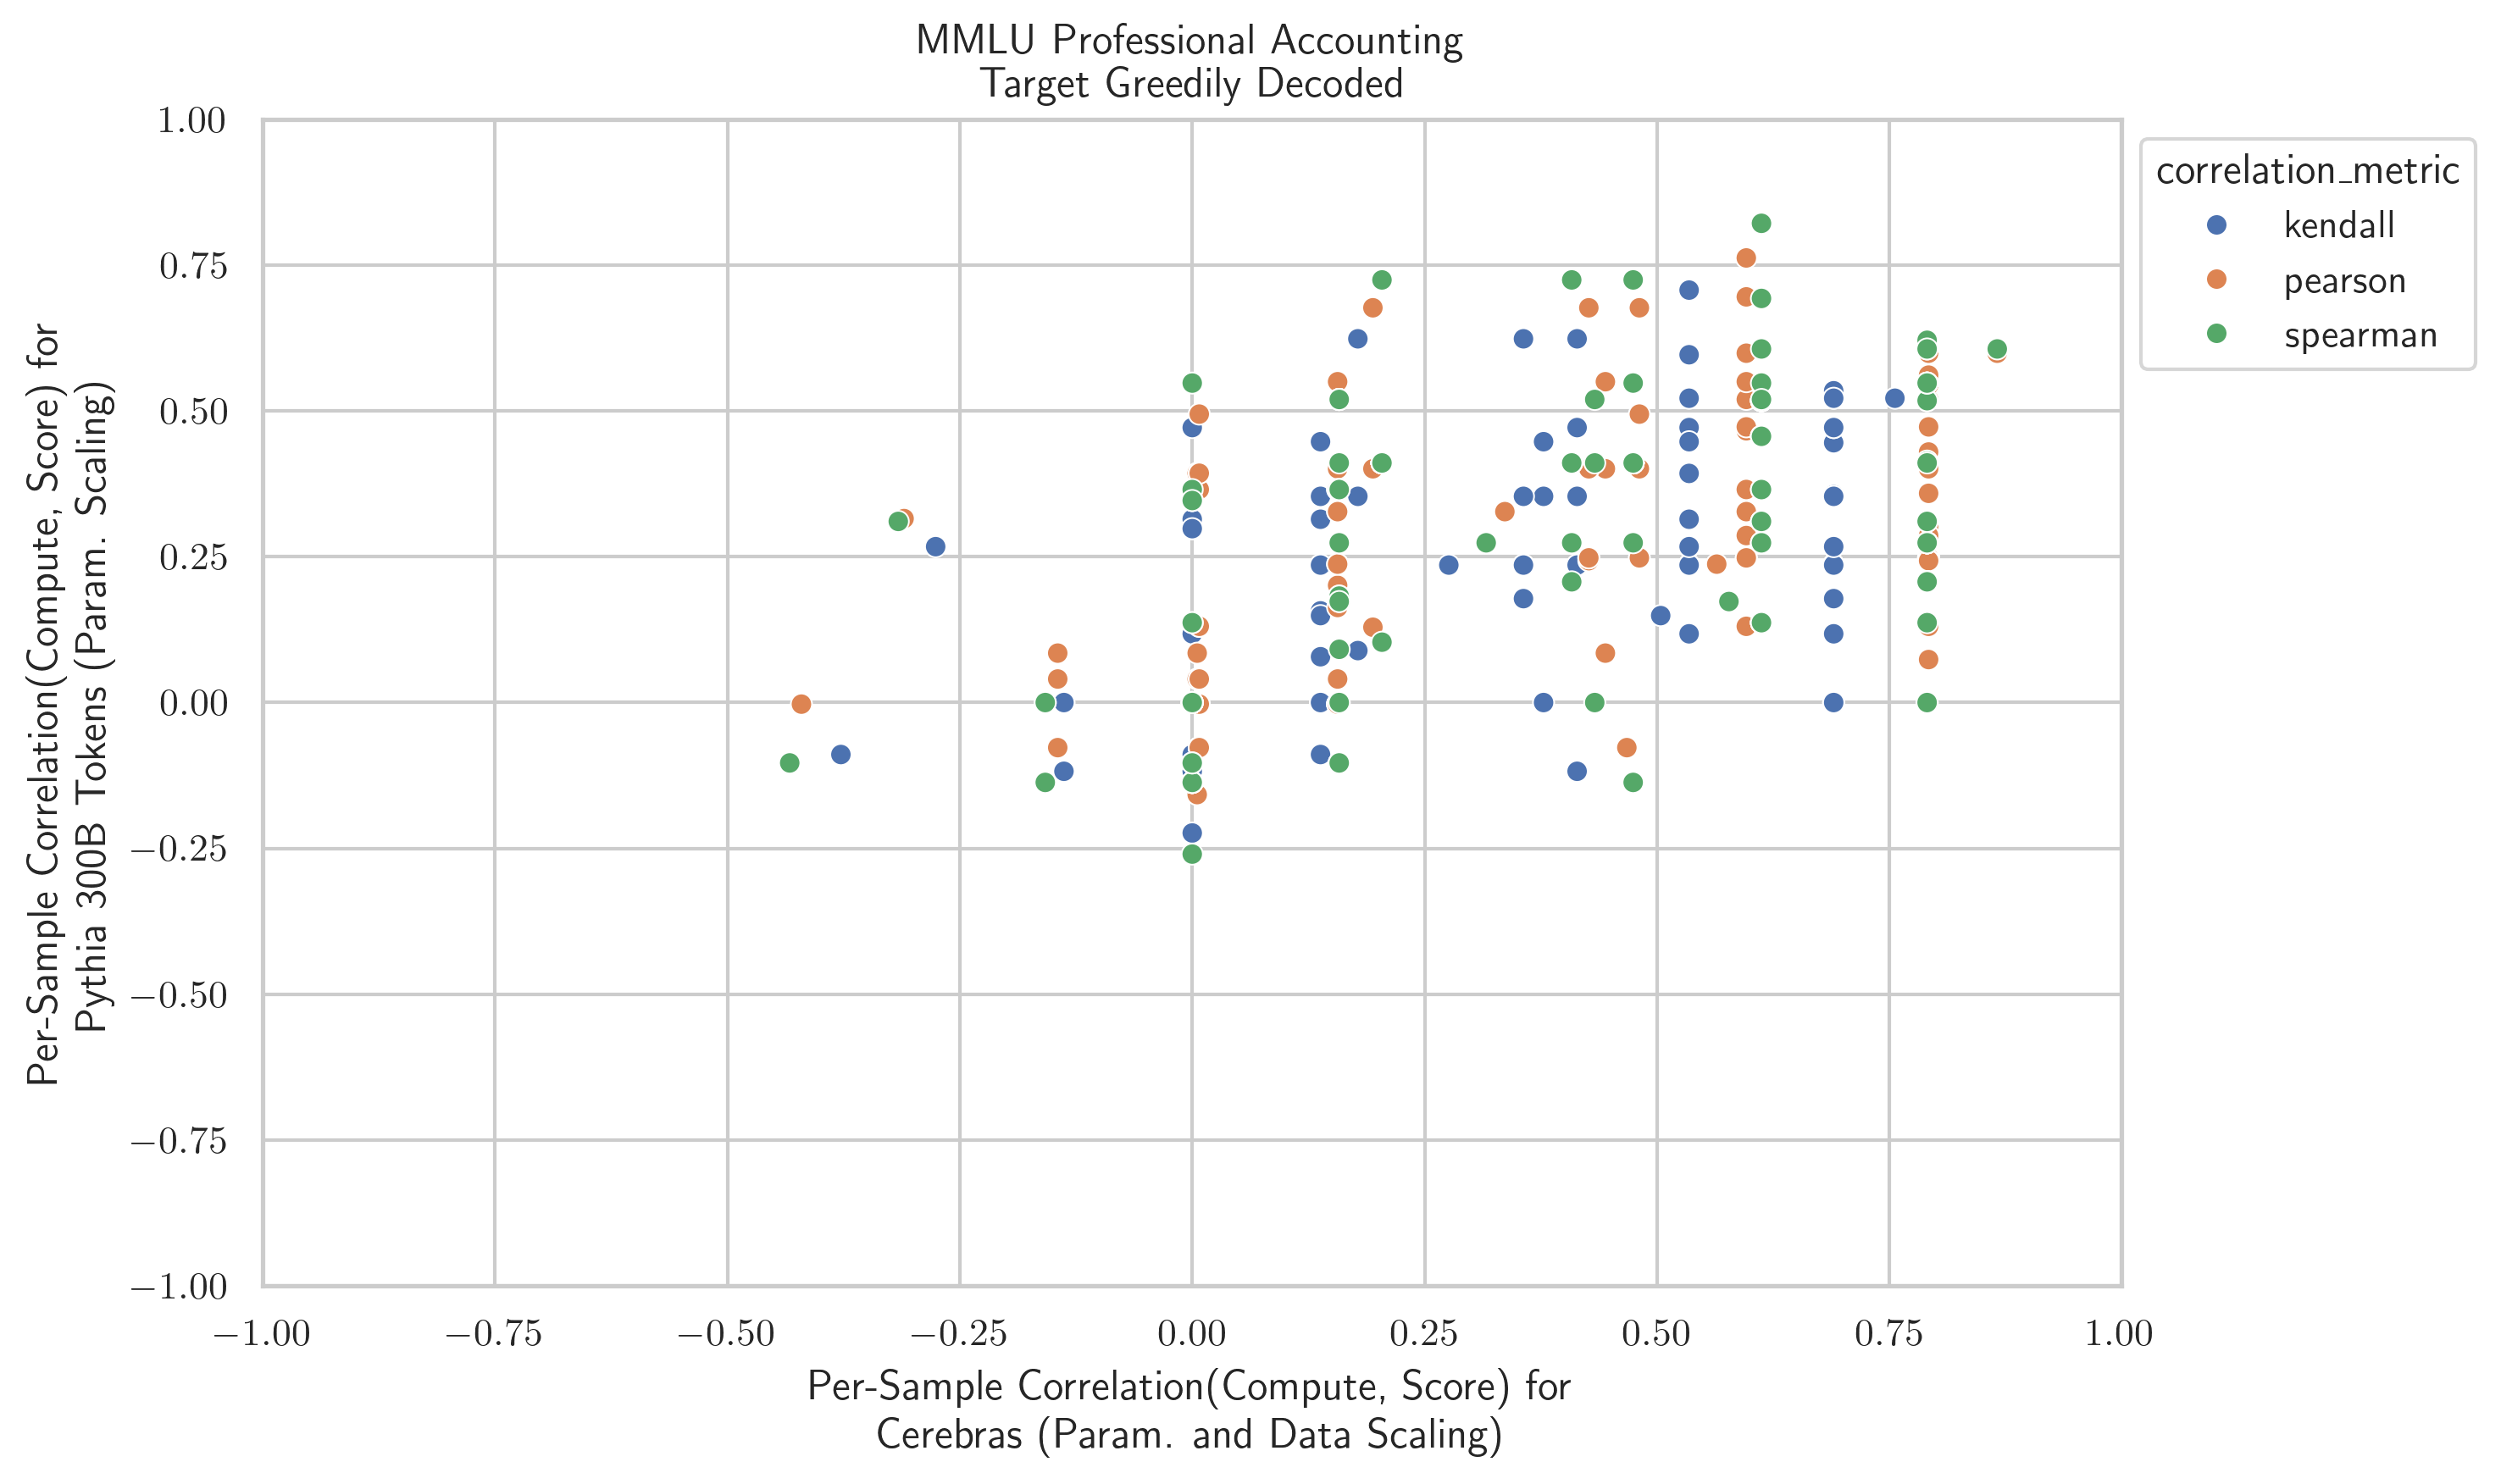 MMLU Professional Accounting
Target Greedily Decoded
Per-Sample Correlation(Compute, Score) for
Pythia 300B Tokens (Param. Scaling)
1.00
0.75
0.50
0.25
0.00
−0.25
−0.50
−0.75
−1.00
−1.00 −0.75 −0.50 −0.25 0.00 0.25 0.50 0.75 1.00
Per-Sample Correlation(Compute, Score) for
Cerebras (Param. and Data Scaling)
correlation_metric
kendall
pearson
spearman